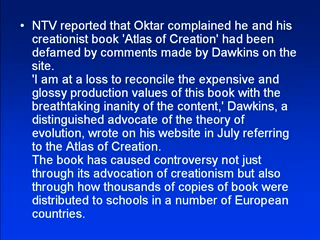 • NTV reported that Oktar complained he and his
creationist book 'Atlas of Creation' had been
defamed by comments made by Dawkins on the
site.
'I am at a loss to reconcile the expensive and
glossy production values of this book with the
breathtaking inanity of the content,' Dawkins, a
distinguished advocate of the theory of
evolution, wrote on his website in July referring
to the Atlas of Creation.
The book has caused controversy not just
through its advocation of creationism but also
through how thousands of copies of book were
distributed to schools in a number of European
countries.